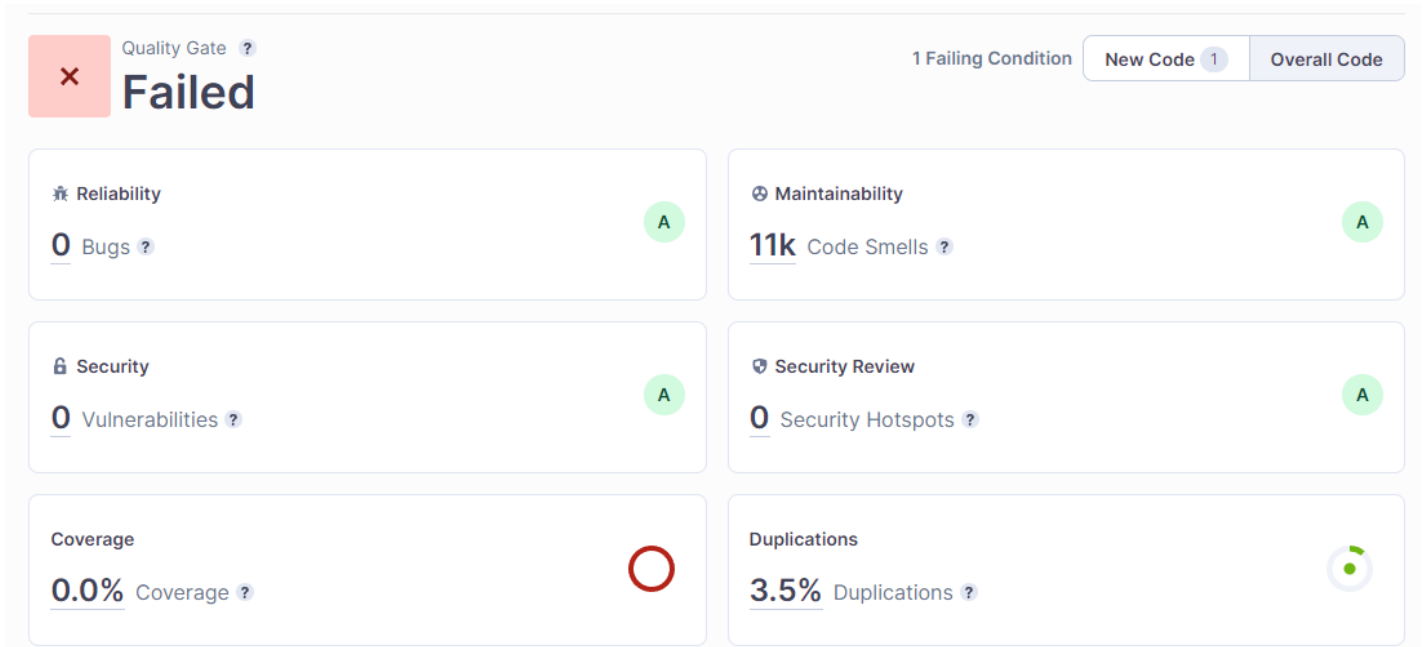 Quality Gate ?
Failed
1 Failing Condition
New Code 1
Overall Code
Reliability
0 Bugs ?
A
Maintainability
11k Code Smells ?
A
Security
0 Vulnerabilities ?
A
Security Review
0 Security Hotspots ?
A
Coverage
0.0% Coverage ?
Duplications
3.5% Duplications ?